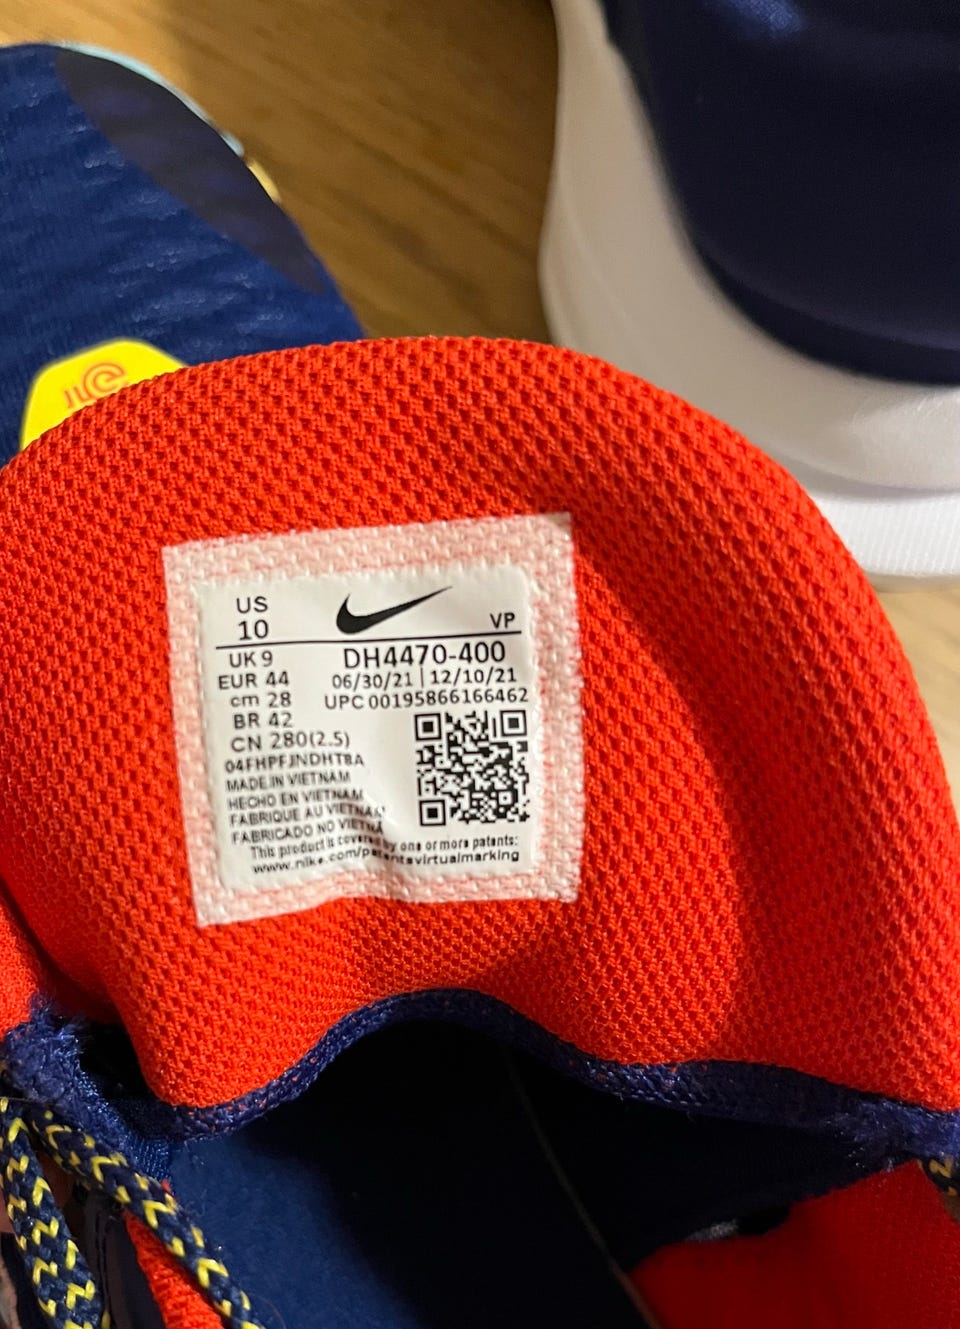 US
10
VP
UK 9
EUR 44
cm 28
BR 42
CN 280(2.5)
DH4470-400
06/30/21 | 12/10/21
UPC 00195866166462
04FHPFJNDHTBA
MADE IN VIETNAM
HECHO EN VIETNAM
FABRIQUE AU VIETNAM
FABRICADO NO VIETNA
This product is covered by one or more patents:
www.nike.com/patentsvirtualmarking